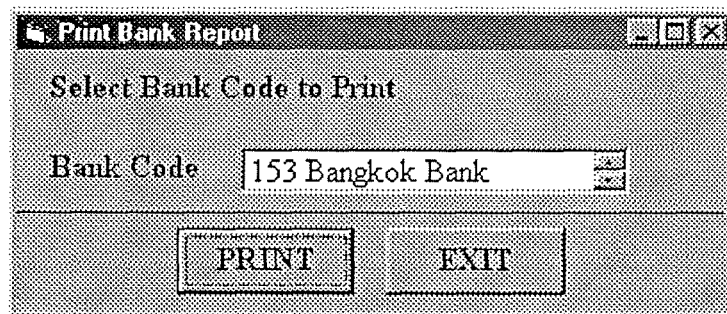 Print Bank Report
Select Bank Code to Print
Bank Code 153 Bangkok Bank
PRINT EXIT